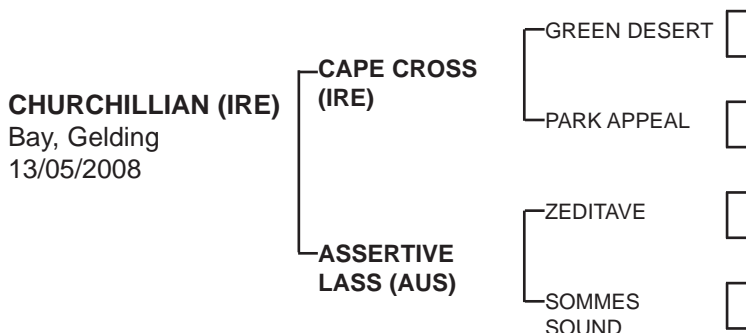 CHURCHILLIAN (IRE)
Bay, Gelding
13/05/2008
CAPE CROSS
(IRE)
ASSERTIVE
LASS (AUS)
GREEN DESERT
PARK APPEAL
ZEDITAVE
SOMMES
SOUND